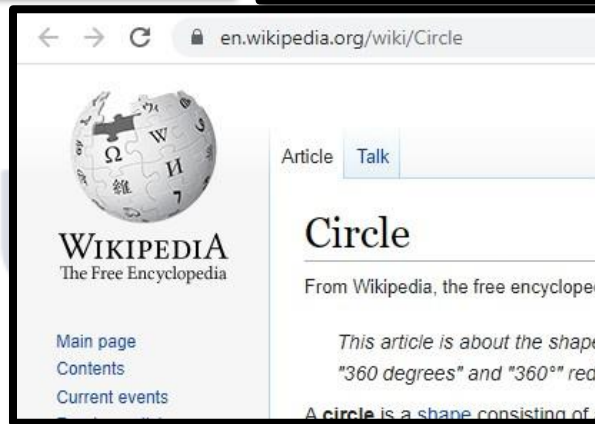 en.wikipedia.org/wiki/Circle
Ω W И 維 7
WIKIPEDIA
The Free Encyclopedia
Main page
Contents
Current events
Article Talk
Circle
From Wikipedia, the free encyclope
This article is about the shape
"360 degrees" and "360°" red
A circle is a shape consisting of